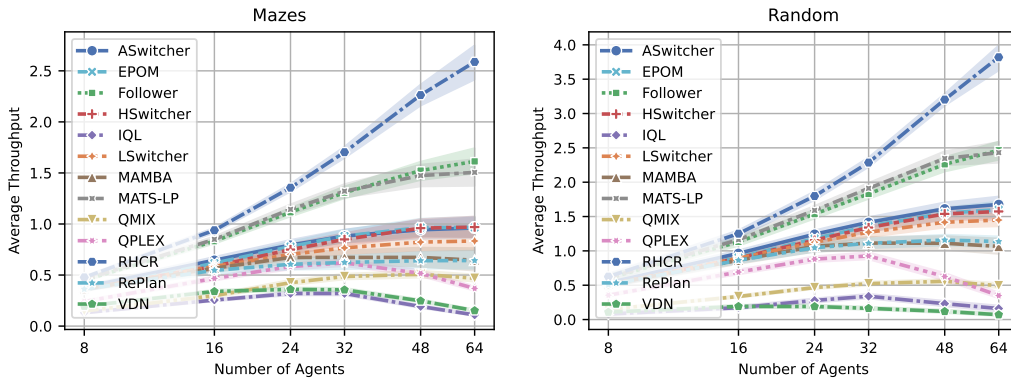 Mazes
Average Throughput
2.5
2.0
1.5
1.0
0.5
0.0
ASwitcher
EPOM
Follower
HSwitcher
IQL
LSwitcher
MAMBA
MATS-LP
QMIX
QPLEX
RHCR
RePlan
VDN
8 16 24 32 48 64
Number of Agents
Random
Average Throughput
4.0
3.5
3.0
2.5
2.0
1.5
1.0
0.5
0.0
ASwitcher
EPOM
Follower
HSwitcher
IQL
LSwitcher
MAMBA
MATS-LP
QMIX
QPLEX
RHCR
RePlan
VDN
8 16 24 32 48 64
Number of Agents